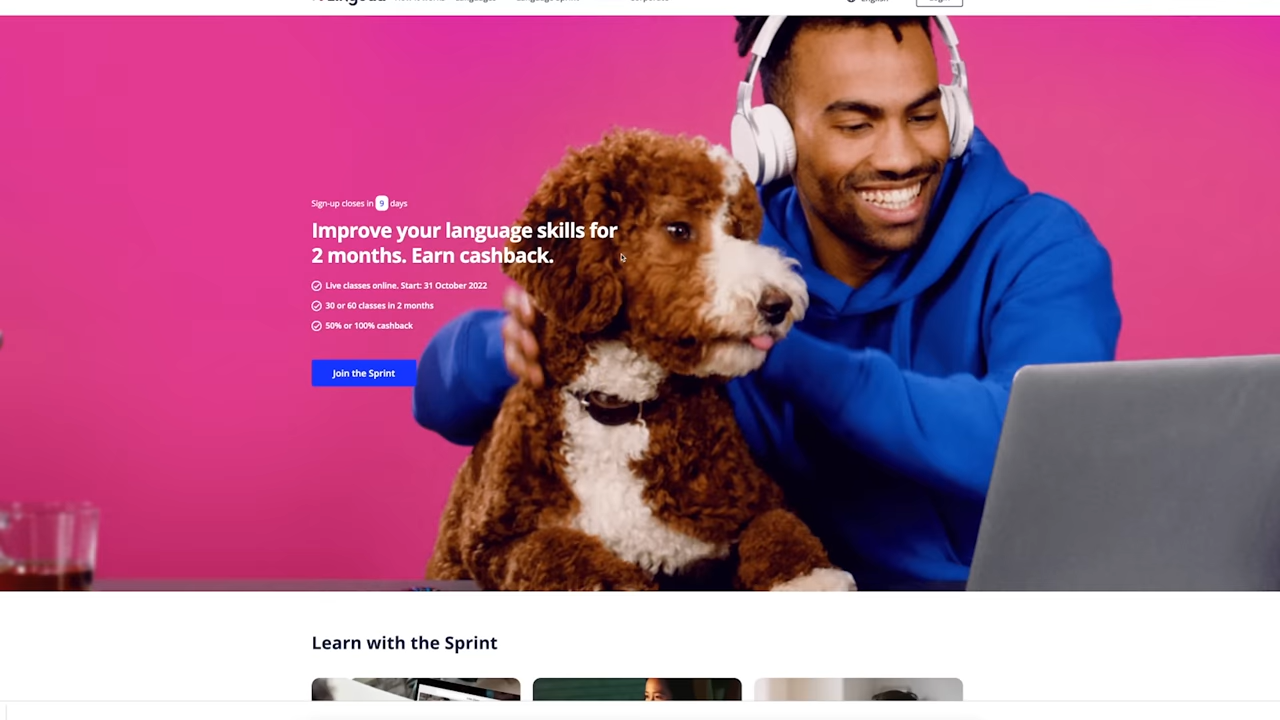 Sign-up closes in 9 days
Improve your language skills for
2 months. Earn cashback.
Live classes online. Start: 31 October 2022
30 or 60 classes in 2 months
50% or 100% cashback
Join the Sprint
Learn with the Sprint